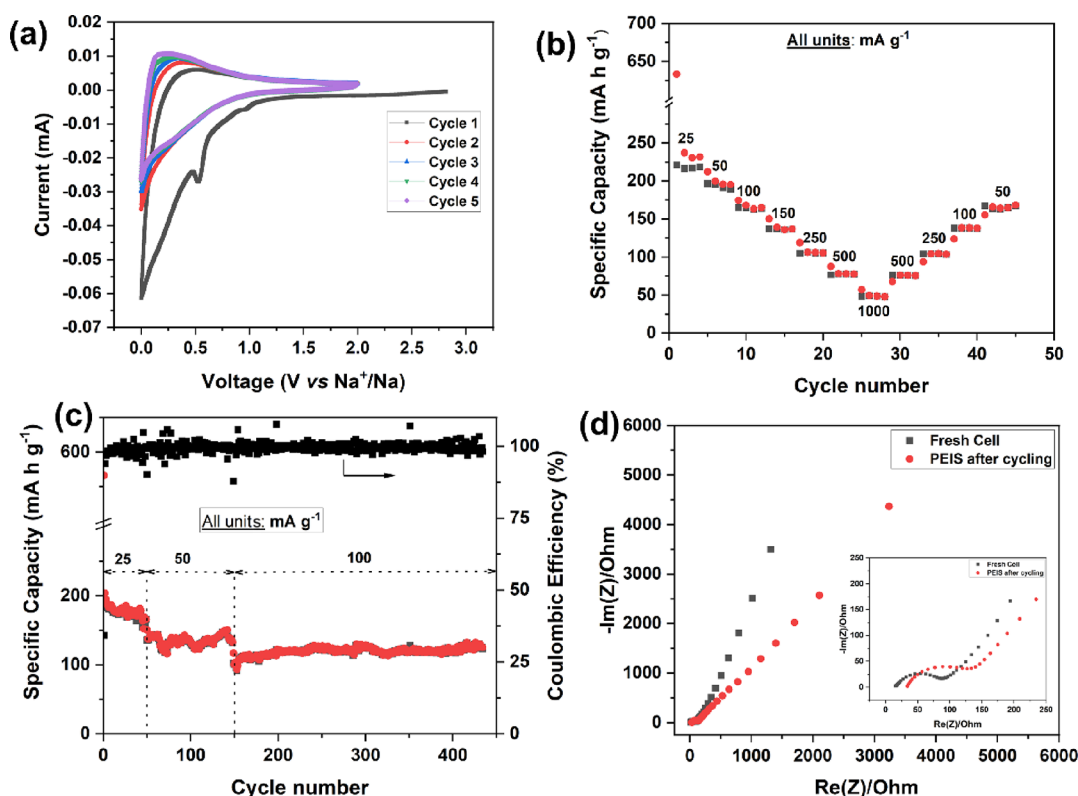 (a)
0.02
0.01
0.00
-0.01
-0.02
-0.03
-0.04
-0.05
-0.06
-0.07
Current (mA)
Cycle 1
Cycle 2
Cycle 3
Cycle 4
Cycle 5
0.0 0.5 1.0 1.5 2.0 2.5 3.0
Voltage (V vs Na⁺/Na)
(b)
All units: mA g⁻¹
700
600
250
200
150
100
50
0
Specific Capacity (mA h g⁻¹)
25
50
100
150
250
500
1000
500
250
100
50
0 10 20 30 40 50
Cycle number
(c)
600
200
100
0
Specific Capacity (mA h g⁻¹)
All units: mA g⁻¹
25 50 100
100
75
50
25
0
Coulombic Efficiency (%)
0 100 200 300 400
Cycle number
(d)
6000
5000
4000
3000
2000
1000
0
-Im(Z)/Ohm
Fresh Cell
PEIS after cycling
250
200
150
100
50
0
-Im(Z)/Ohm
Fresh Cell
PEIS after cycling
0 50 100 150 200 250
Re(Z)/Ohm
0 1000 2000 3000 4000 5000 6000
Re(Z)/Ohm